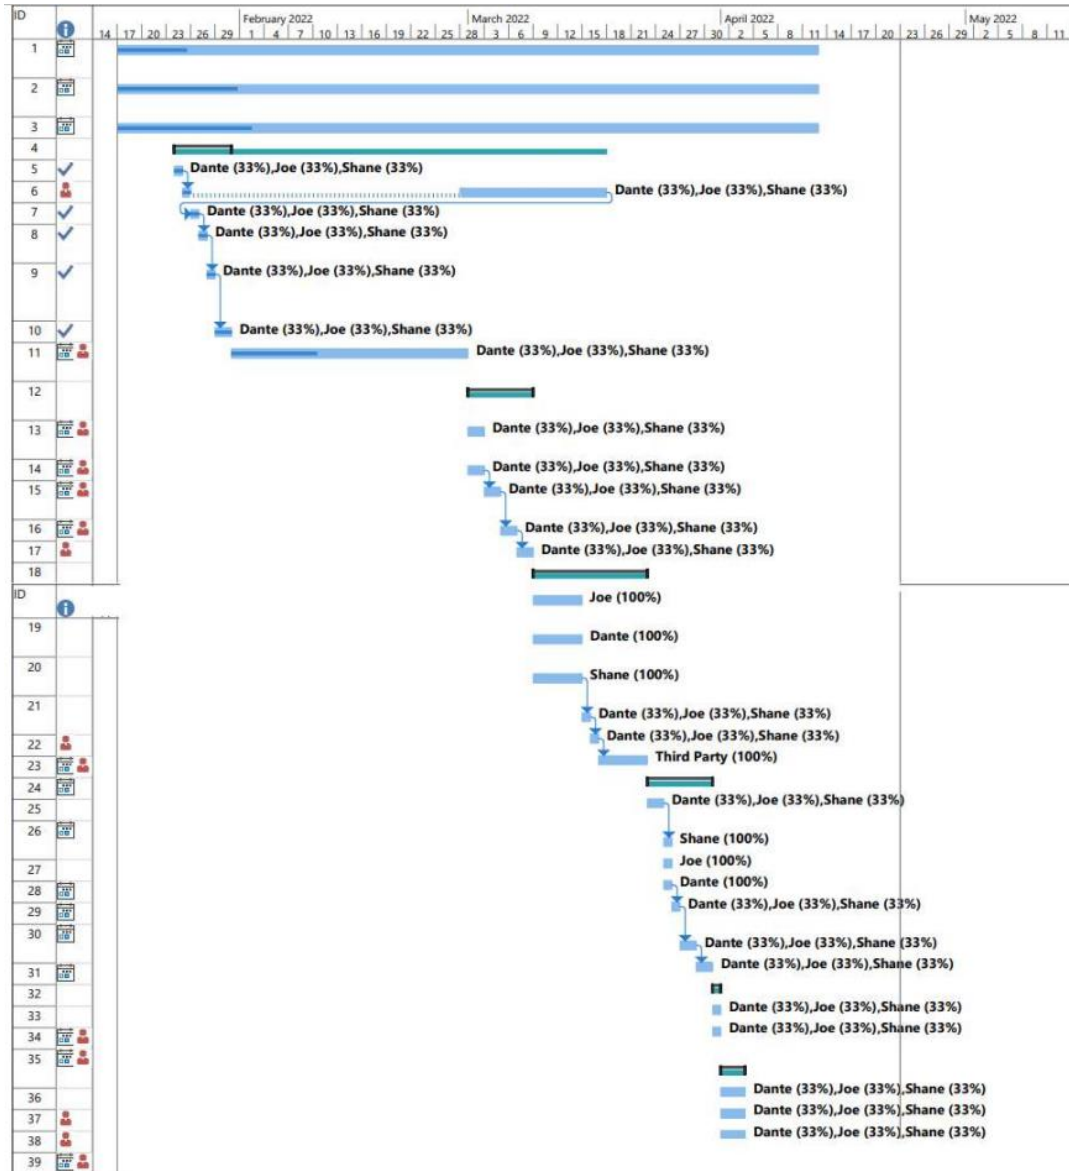 ID
February 2022 March 2022 April 2022 May 2022
14 17 20 23 26 29 1 4 7 10 13 16 19 22 25 28 3 6 9 12 15 18 21 24 27 30 2 5 8 11 14 17 20 23 26 29 2 5 8 11
1
2
3
4
5 Dante (33%),Joe (33%),Shane (33%)
6 Dante (33%),Joe (33%),Shane (33%)
7 Dante (33%),Joe (33%),Shane (33%)
8 Dante (33%),Joe (33%),Shane (33%)
9 Dante (33%),Joe (33%),Shane (33%)
10 Dante (33%),Joe (33%),Shane (33%)
11 Dante (33%),Joe (33%),Shane (33%)
12
13 Dante (33%),Joe (33%),Shane (33%)
14 Dante (33%),Joe (33%),Shane (33%)
15 Dante (33%),Joe (33%),Shane (33%)
16 Dante (33%),Joe (33%),Shane (33%)
17 Dante (33%),Joe (33%),Shane (33%)
18
ID
Joe (100%)
19 Dante (100%)
20 Shane (100%)
21 Dante (33%),Joe (33%),Shane (33%)
22 Dante (33%),Joe (33%),Shane (33%)
23 Third Party (100%)
24
25 Dante (33%),Joe (33%),Shane (33%)
26 Shane (100%)
27 Joe (100%)
28 Dante (100%)
29 Dante (33%),Joe (33%),Shane (33%)
30 Dante (33%),Joe (33%),Shane (33%)
31 Dante (33%),Joe (33%),Shane (33%)
32
33 Dante (33%),Joe (33%),Shane (33%)
34 Dante (33%),Joe (33%),Shane (33%)
35
36 Dante (33%),Joe (33%),Shane (33%)
37 Dante (33%),Joe (33%),Shane (33%)
38 Dante (33%),Joe (33%),Shane (33%)
39